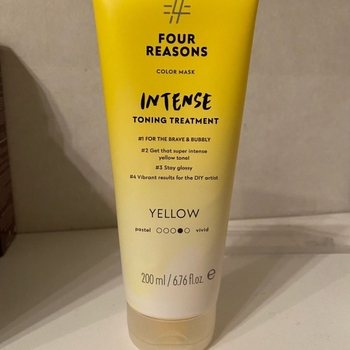 4
FOUR
REASONS
COLOR MASK
INTENSE
TONING TREATMENT
#1 FOR THE BRAVE & BUBBLY
#2 Get that super intense
yellow tone!
#3 Stay glossy
#4 Vibrant results for the DIY artist
YELLOW
pastel vivid
200 ml / 6.76 fl.oz. ℮